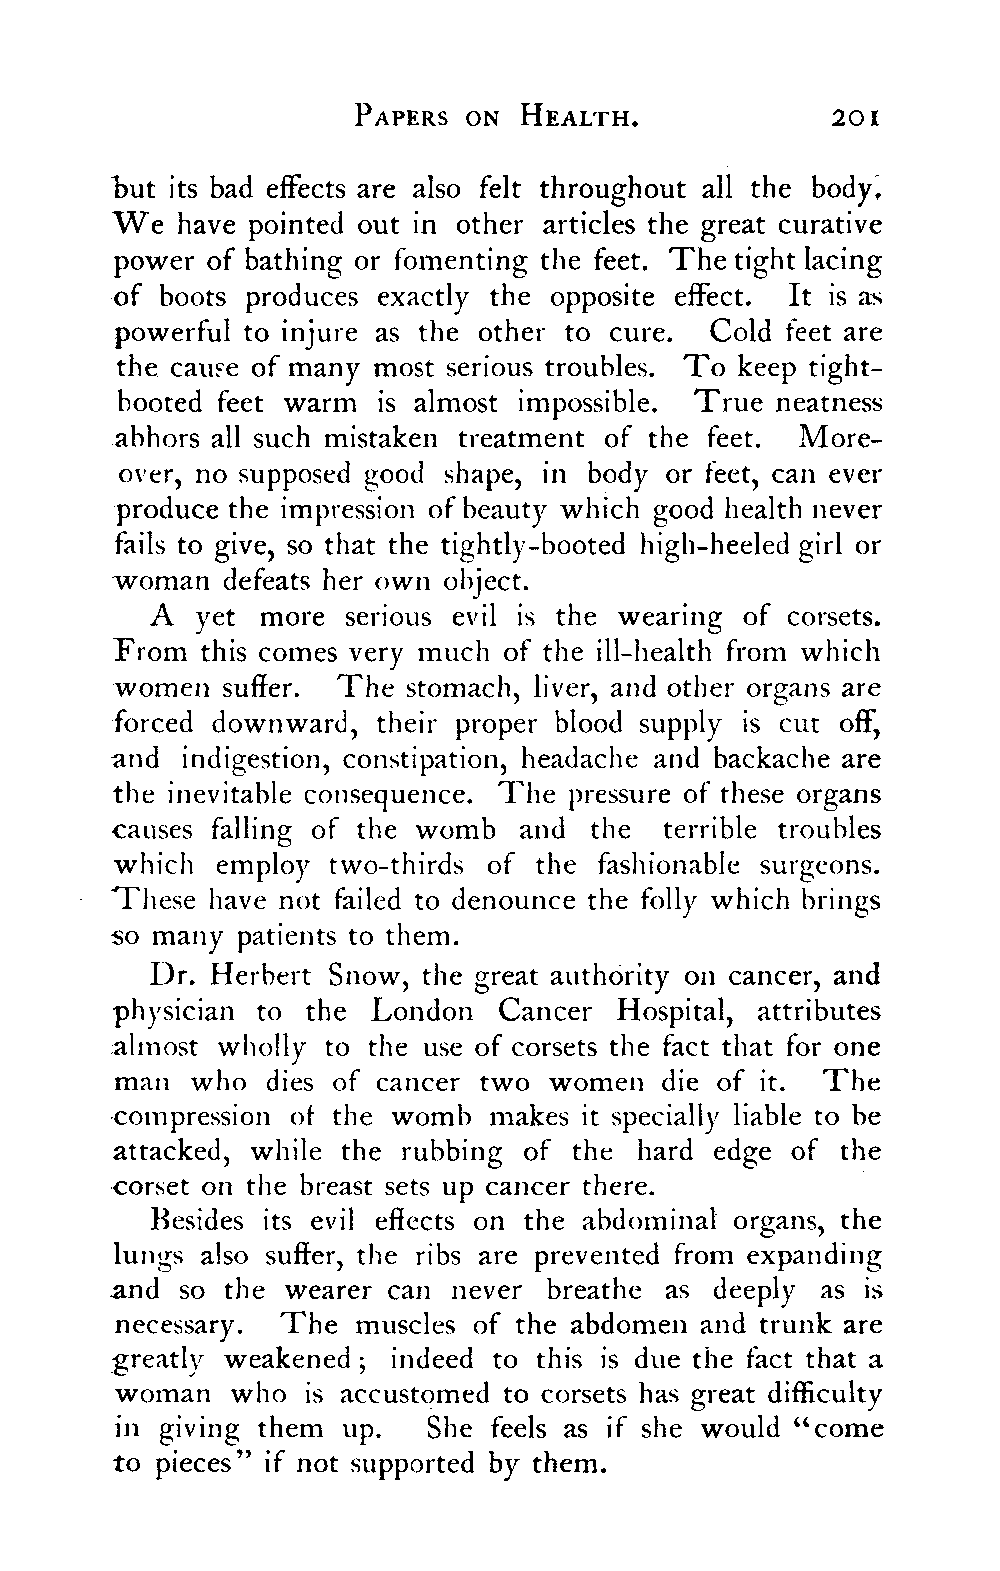 PAPERS ON HEALTH. 201
but its bad effects are also felt throughout all the body.
We have pointed out in other articles the great curative
power of bathing or fomenting the feet. The tight lacing
of boots produces exactly the opposite effect. It is as
powerful to injure as the other to cure. Cold feet are
the cause of many most serious troubles. To keep tight-
booted feet warm is almost impossible. True neatness
abhors all such mistaken treatment of the feet. More-
over, no supposed good shape, in body or feet, can ever
produce the impression of beauty which good health never
fails to give, so that the tightly-booted high-heeled girl or
woman defeats her own object.
A yet more serious evil is the wearing of corsets.
From this comes very much of the ill-health from which
women suffer. The stomach, liver, and other organs are
forced downward, their proper blood supply is cut off,
and indigestion, constipation, headache and backache are
the inevitable consequence. The pressure of these organs
causes falling of the womb and the terrible troubles
which employ two-thirds of the fashionable surgeons.
These have not failed to denounce the folly which brings
so many patients to them.
Dr. Herbert Snow, the great authority on cancer, and
physician to the London Cancer Hospital, attributes
almost wholly to the use of corsets the fact that for one
man who dies of cancer two women die of it. The
compression of the womb makes it specially liable to be
attacked, while the rubbing of the hard edge of the
corset on the breast sets up cancer there.
Besides its evil effects on the abdominal organs, the
lungs also suffer, the ribs are prevented from expanding
and so the wearer can never breathe as deeply as is
necessary. The muscles of the abdomen and trunk are
greatly weakened; indeed to this is due the fact that a
woman who is accustomed to corsets has great difficulty
in giving them up. She feels as if she would "come
to pieces" if not supported by them.